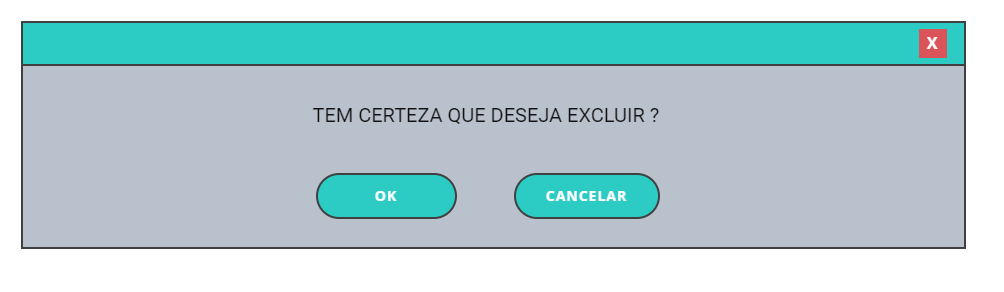 X
TEM CERTEZA QUE DESEJA EXCLUIR ?
OK
CANCELAR